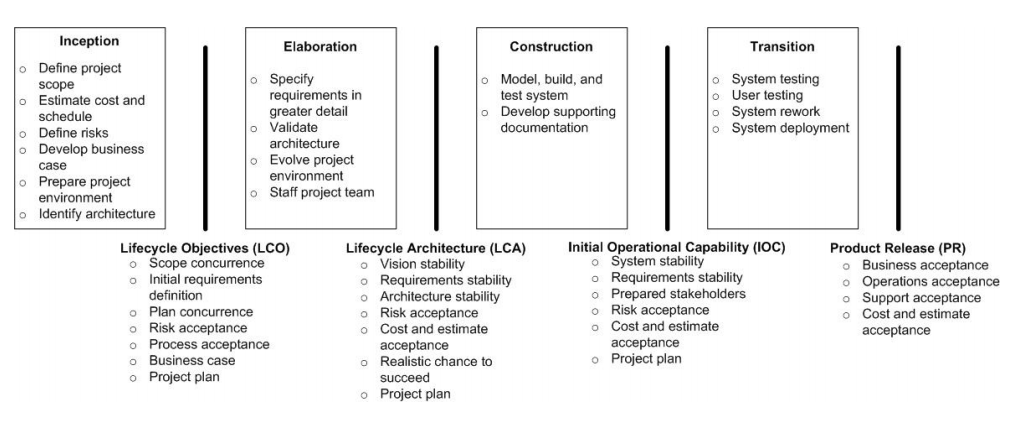 Inception
o Define project
scope
o Estimate cost and
schedule
o Define risks
o Develop business
case
o Prepare project
environment
o Identify architecture
Elaboration
o Specify
requirements in
greater detail
o Validate
architecture
o Evolve project
environment
o Staff project team
Construction
o Model, build, and
test system
o Develop supporting
documentation
Transition
o System testing
o User testing
o System rework
o System deployment
Lifecycle Objectives (LCO)
o Scope concurrence
o Initial requirements
definition
o Plan concurrence
o Risk acceptance
o Process acceptance
o Business case
o Project plan
Lifecycle Architecture (LCA)
o Vision stability
o Requirements stability
o Architecture stability
o Risk acceptance
o Cost and estimate
acceptance
o Realistic chance to
succeed
o Project plan
Initial Operational Capability (IOC)
o System stability
o Requirements stability
o Prepared stakeholders
o Risk acceptance
o Cost and estimate
acceptance
o Project plan
Product Release (PR)
o Business acceptance
o Operations acceptance
o Support acceptance
o Cost and estimate
acceptance